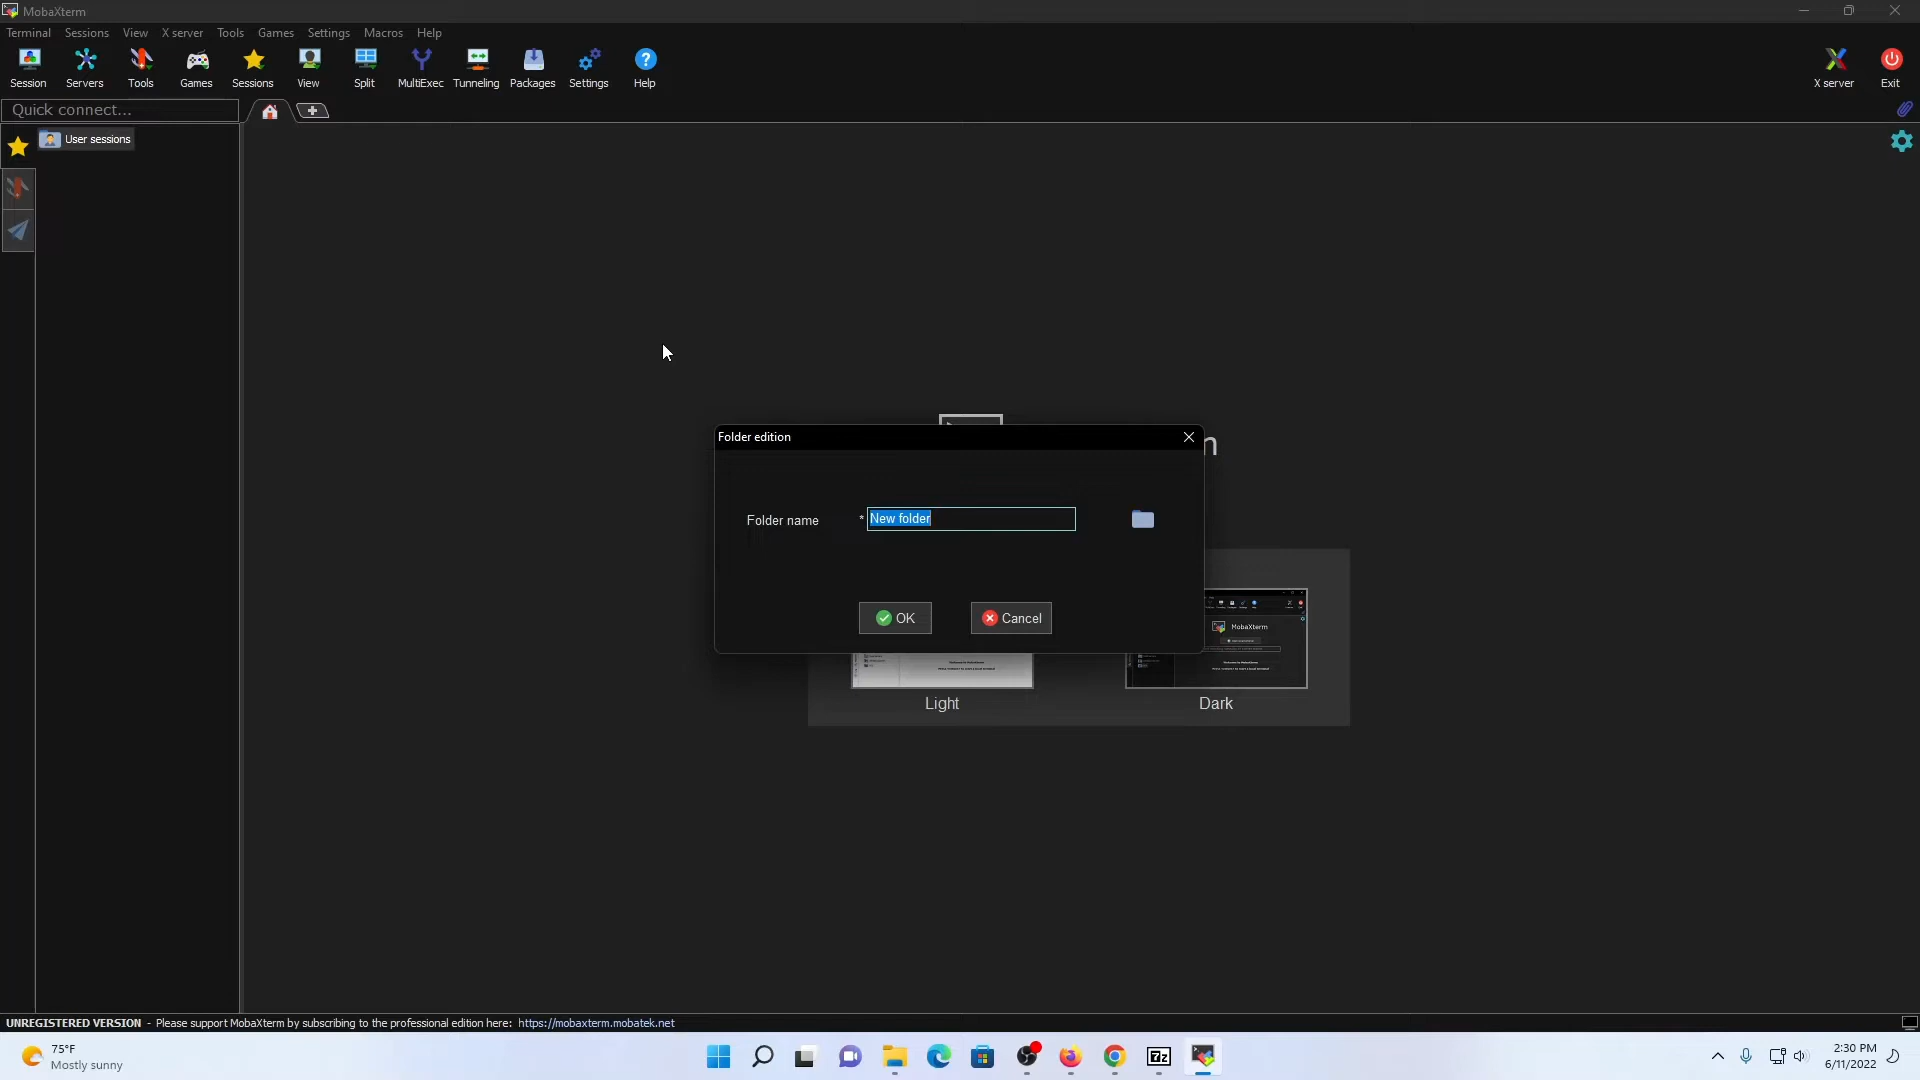 MobaXterm
Terminal Sessions View X server Tools Games Settings Macros Help
Session Servers Tools Games Sessions View Split MultiExec Tunneling Packages Settings Help X server Exit
Quick connect...
User sessions
Folder edition
n
Folder name * New folder
OK Cancel
MobaXterm
Light Dark
UNREGISTERED VERSION - Please support MobaXterm by subscribing to the professional edition here: https://mobaxterm.mobatek.net
75°F
Mostly sunny
7z
2:30 PM
6/11/2022